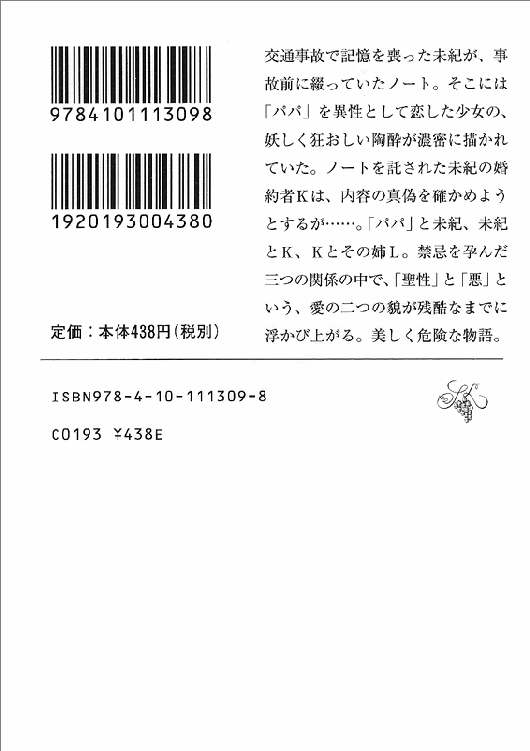 9784101113098
1920193004380
定価：本体438円（税別）
交通事故で記憶を喪った未紀が、事
故前に綴っていたノート。そこには
「パパ」を異性として恋した少女の、
妖しく狂おしい陶酔が濃密に描かれ
ていた。ノートを託された未紀の婚
約者Kは、内容の真偽を確かめよう
とするが……。「パパ」と未紀、未紀
とK、Kとその姉L。禁忌を孕んだ
三つの関係の中で、「聖性」と「悪」と
いう、愛の二つの貌が残酷なまでに
浮かび上がる。美しく危険な物語。
ISBN978-4-10-111309-8
C0193 ¥438E